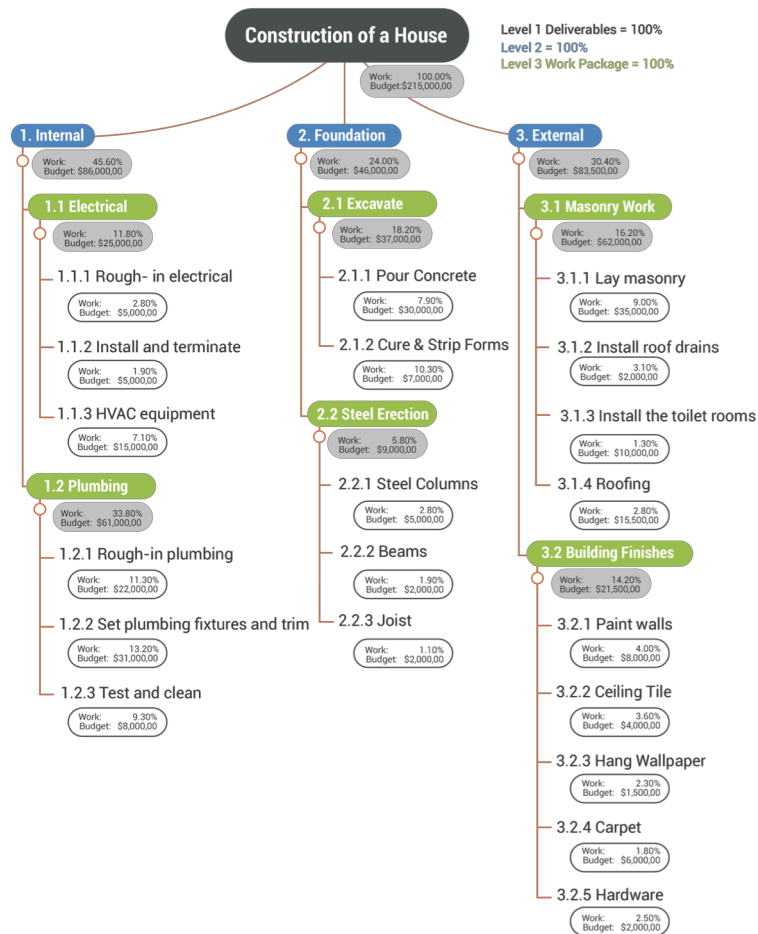 Construction of a House
Level 1 Deliverables = 100%
Level 2 = 100%
Level 3 Work Package = 100%
Work: 100.00%
Budget:$215,000,00
1. Internal
Work: 45.60%
Budget: $86,000,00
1.1 Electrical
Work: 11.80%
Budget: $25,000,00
1.1.1 Rough- in electrical
Work: 2.80%
Budget: $5,000,00
1.1.2 Install and terminate
Work: 1.90%
Budget: $5,000,00
1.1.3 HVAC equipment
Work: 7.10%
Budget: $15,000,00
1.2 Plumbing
Work: 33.80%
Budget: $61,000,00
1.2.1 Rough-in plumbing
Work: 11.30%
Budget: $22,000,00
1.2.2 Set plumbing fixtures and trim
Work: 13.20%
Budget: $31,000,00
1.2.3 Test and clean
Work: 9.30%
Budget: $8,000,00
2. Foundation
Work: 24.00%
Budget: $46,000,00
2.1 Excavate
Work: 18.20%
Budget: $37,000,00
2.1.1 Pour Concrete
Work: 7.90%
Budget: $30,000,00
2.1.2 Cure & Strip Forms
Work: 10.30%
Budget: $7,000,00
2.2 Steel Erection
Work: 5.80%
Budget: $9,000,00
2.2.1 Steel Columns
Work: 2.80%
Budget: $5,000,00
2.2.2 Beams
Work: 1.90%
Budget: $2,000,00
2.2.3 Joist
Work: 1.10%
Budget: $2,000,00
3. External
Work: 30.40%
Budget: $83,500,00
3.1 Masonry Work
Work: 16.20%
Budget: $62,000,00
3.1.1 Lay masonry
Work: 9.00%
Budget: $35,000,00
3.1.2 Install roof drains
Work: 3.10%
Budget: $2,000,00
3.1.3 Install the toilet rooms
Work: 1.30%
Budget: $10,000,00
3.1.4 Roofing
Work: 2.80%
Budget: $15,500,00
3.2 Building Finishes
Work: 14.20%
Budget: $21,500,00
3.2.1 Paint walls
Work: 4.00%
Budget: $8,000,00
3.2.2 Ceiling Tile
Work: 3.60%
Budget: $4,000,00
3.2.3 Hang Wallpaper
Work: 2.30%
Budget: $1,500,00
3.2.4 Carpet
Work: 1.80%
Budget: $6,000,00
3.2.5 Hardware
Work: 2.50%
Budget: $2,000,00